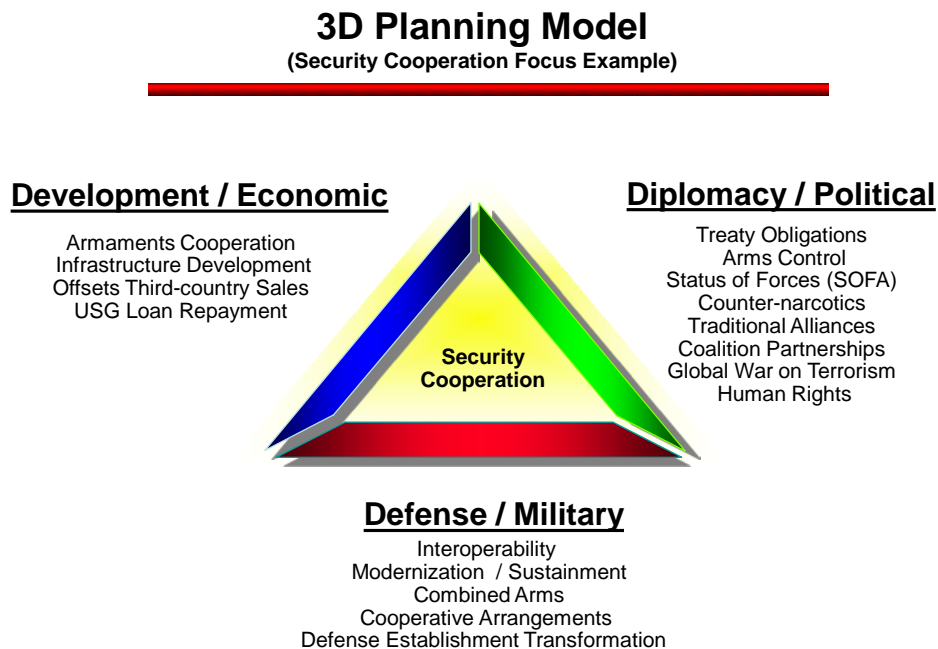 3D Planning Model
(Security Cooperation Focus Example)
Development / Economic
Armaments Cooperation
Infrastructure Development
Offsets Third-country Sales
USG Loan Repayment
Diplomacy / Political
Treaty Obligations
Arms Control
Status of Forces (SOFA)
Counter-narcotics
Traditional Alliances
Coalition Partnerships
Global War on Terrorism
Human Rights
Security
Cooperation
Defense / Military
Interoperability
Modernization / Sustainment
Combined Arms
Cooperative Arrangements
Defense Establishment Transformation